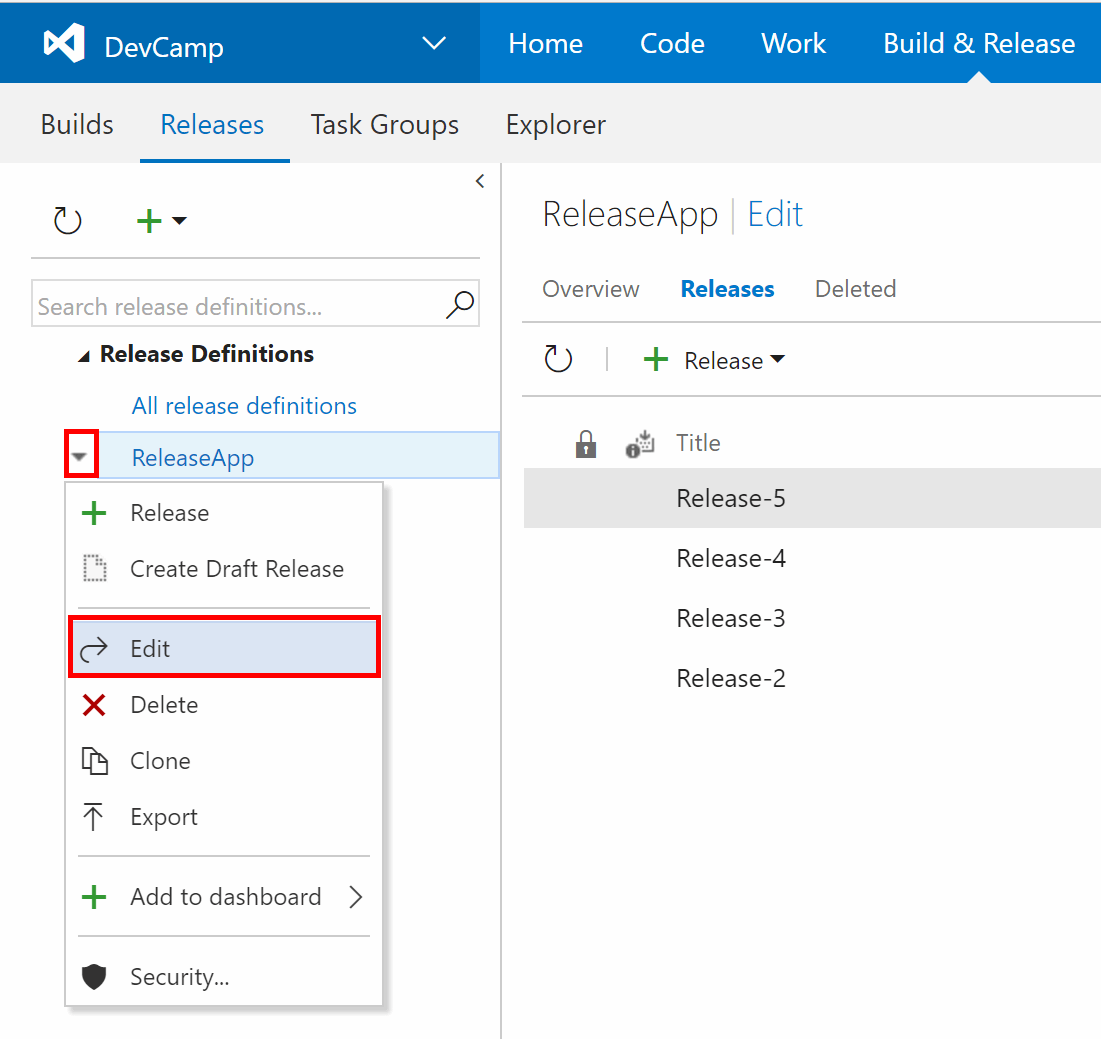 DevCamp
Home Code Work Build & Release
Builds Releases Task Groups Explorer
Search release definitions...
Release Definitions
All release definitions
ReleaseApp
Release
Create Draft Release
Edit
Delete
Clone
Export
Add to dashboard
Security...
ReleaseApp | Edit
Overview Releases Deleted
Release
Title
Release-5
Release-4
Release-3
Release-2